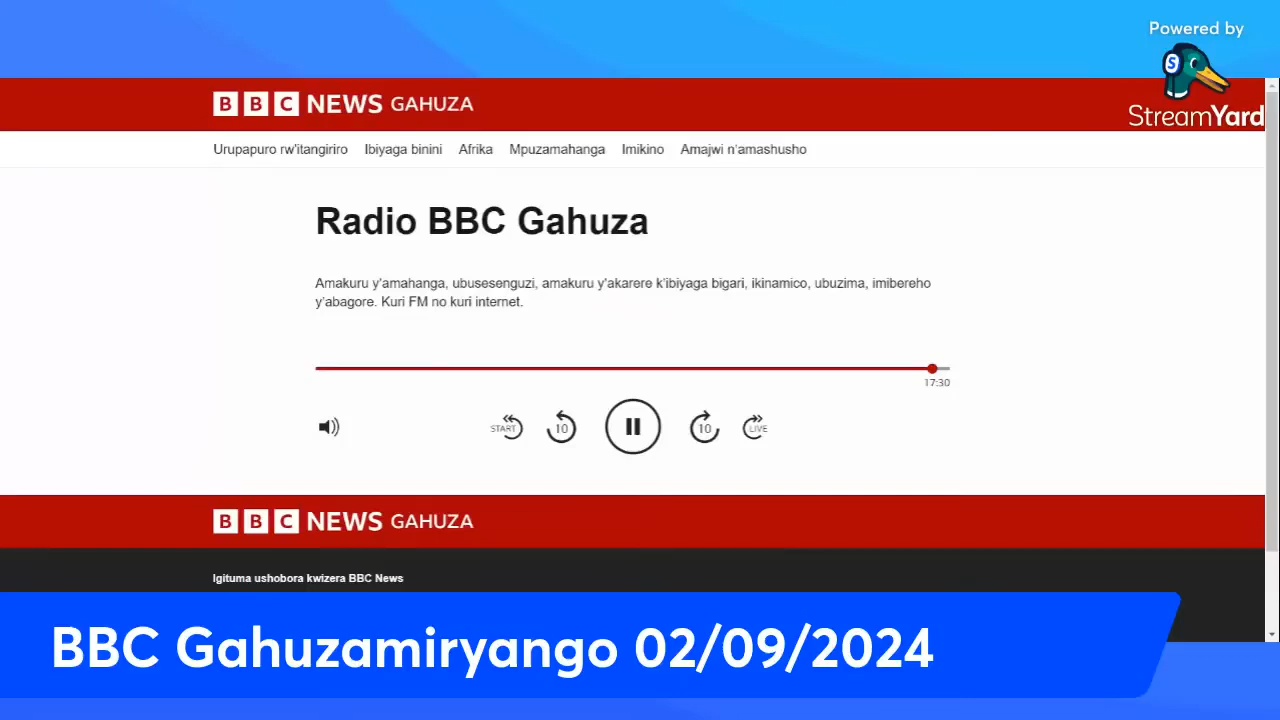 Powered by
S
StreamYard
BBC NEWS GAHUZA
Urupapuro rw'itangiriro Ibiyaga binini Afrika Mpuzamahanga Imikino Amajwi n'amashusho
Radio BBC Gahuza
Amakuru y'amahanga, ubusesenguzi, amakuru y'akarere k'ibiyaga bigari, ikinamico, ubuzima, imibereho
y'abagore. Kuri FM no kuri internet.
17:30
START 10 10 LIVE
BBC NEWS GAHUZA
Igituma ushobora kwizera BBC News
BBC Gahuzamiryango 02/09/2024